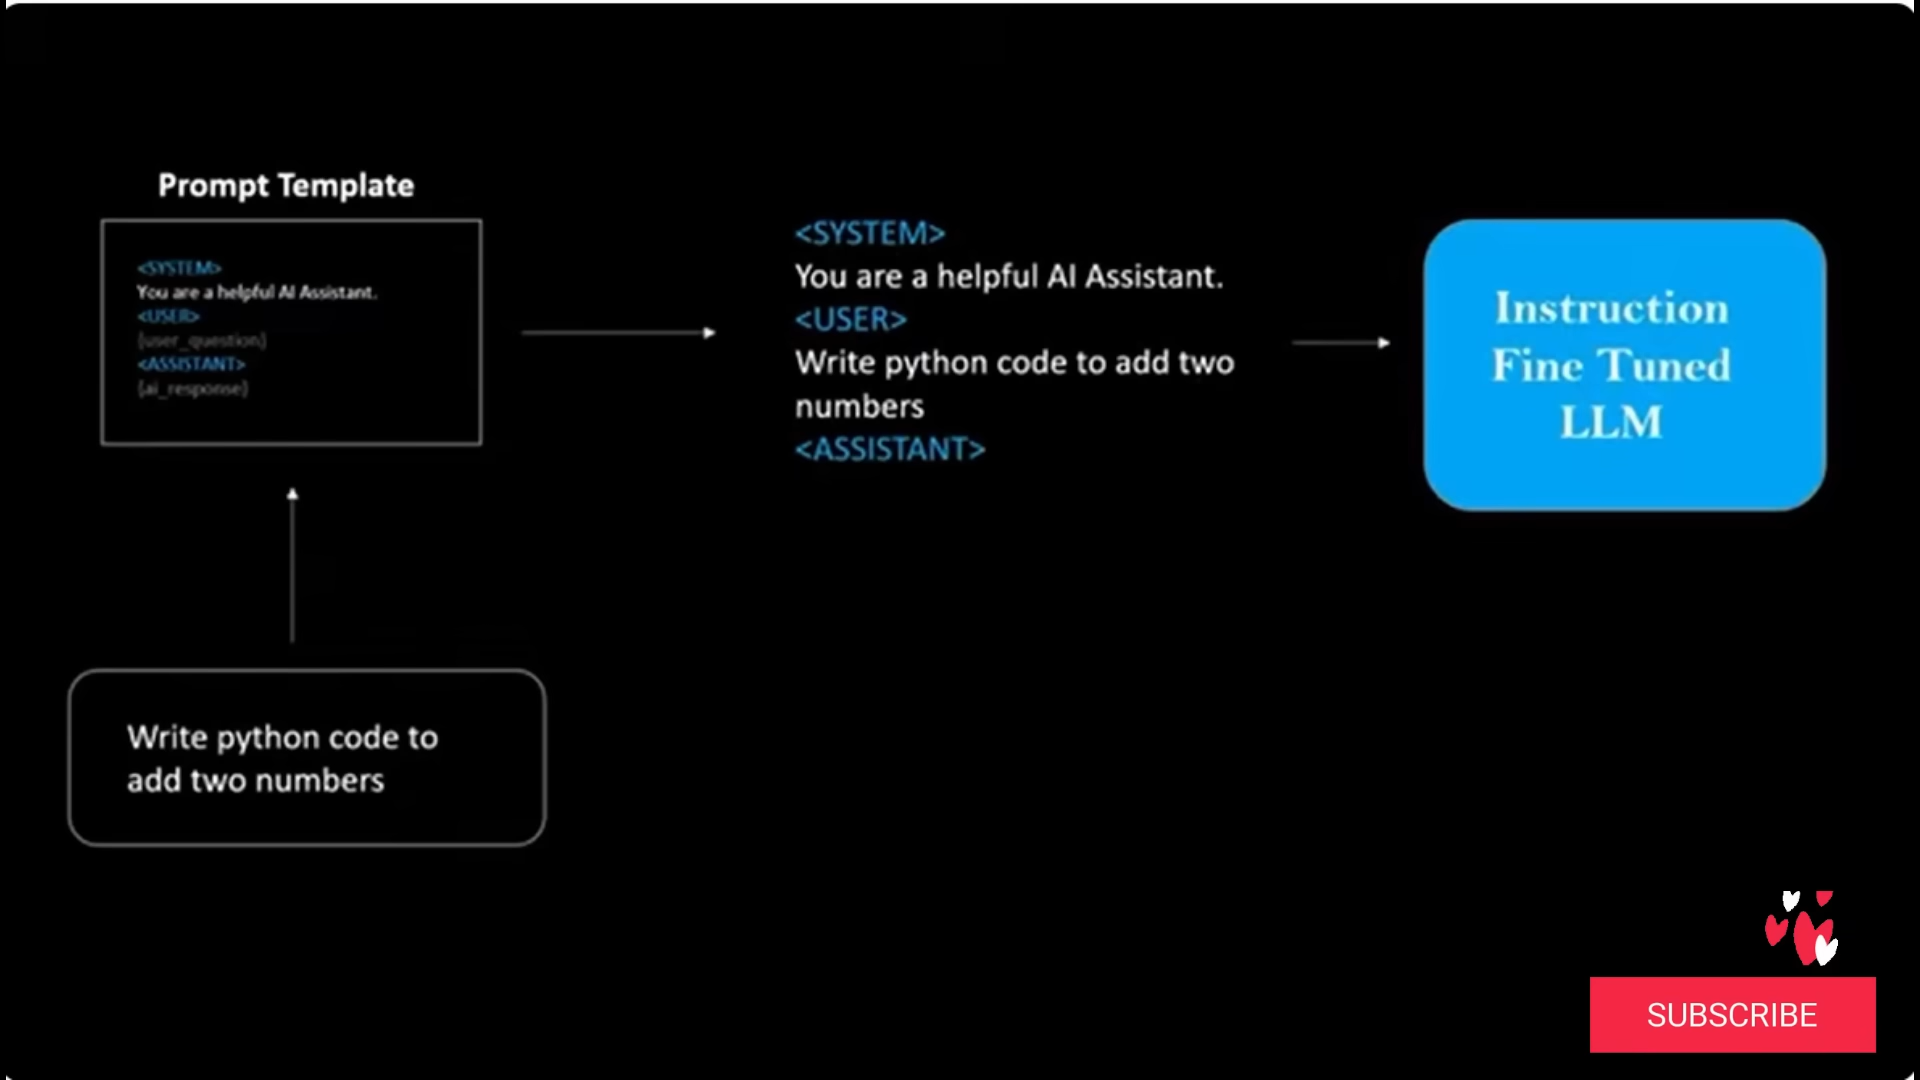 Prompt Template
<SYSTEM>
You are a helpful AI Assistant.
<USER>
{user_question}
<ASSISTANT>
{ai_response}
<SYSTEM>
You are a helpful AI Assistant.
<USER>
Write python code to add two
numbers
<ASSISTANT>
Instruction
Fine Tuned
LLM
Write python code to
add two numbers
SUBSCRIBE